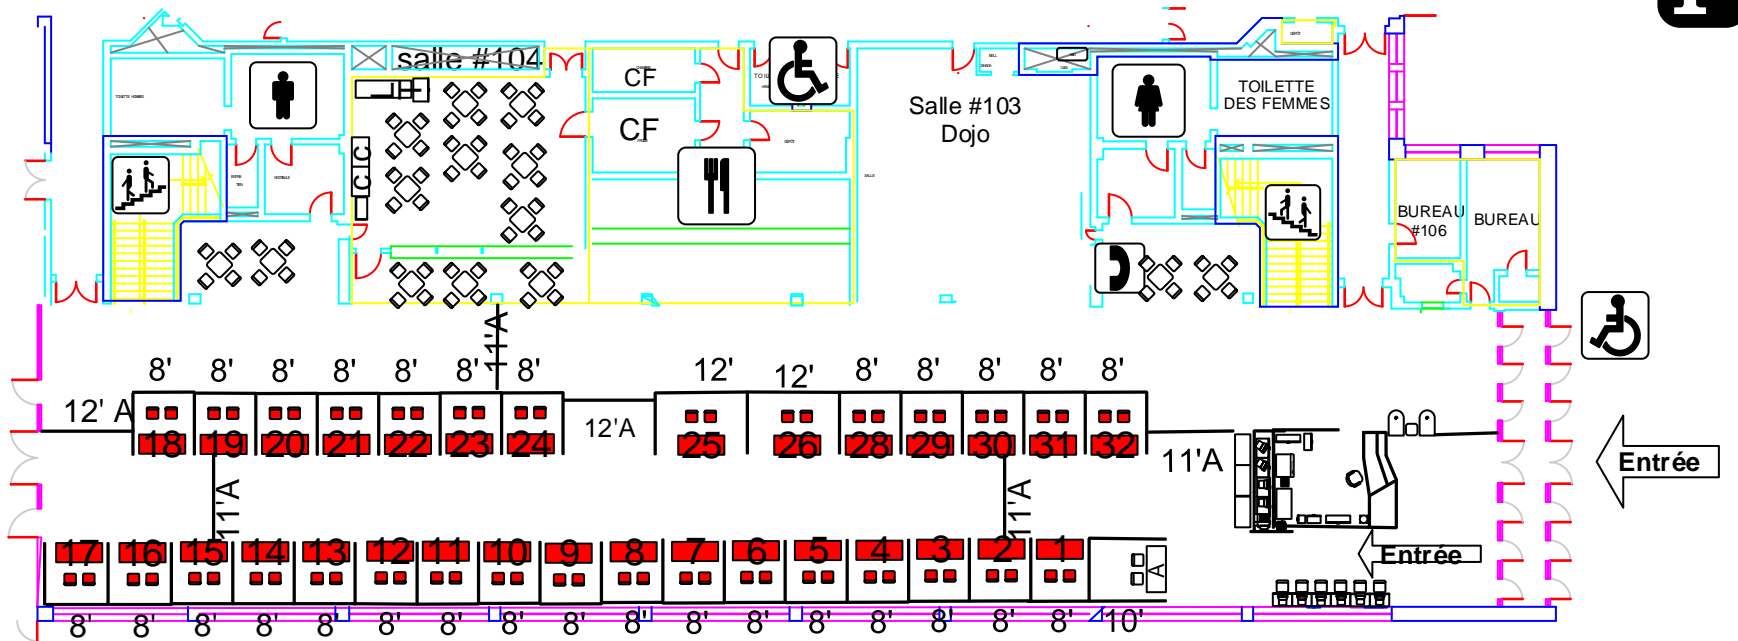 salle #104
CF
CF
Salle #103
Dojo
TOILETTE
DES FEMMES
BUREAU
#106
BUREAU
C C
11'A
8' 8' 8' 8' 8' 8' 8' 12' 12' 8' 8' 8' 8' 8'
12' A
12'A
18 19 20 21 22 23 24 25 26 28 29 30 31 32
11'A
Entrée
11'A
11'A
17 16 15 14 13 12 11 10 9 8 7 6 5 4 3 2 1
Entrée
A
8' 8' 8' 8' 8' 8' 8' 8' 8' 8' 8' 8' 8' 8' 8' 8' 8' 10'